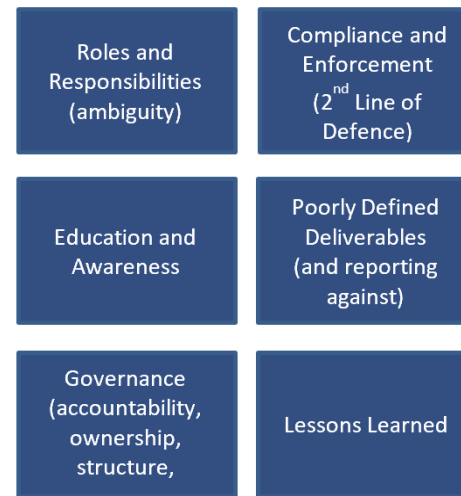 Roles and
Responsibilities
(ambiguity)
Compliance and
Enforcement
(2nd Line of
Defence)
Education and
Awareness
Poorly Defined
Deliverables
(and reporting
against)
Governance
(accountability,
ownership,
structure,
Lessons Learned